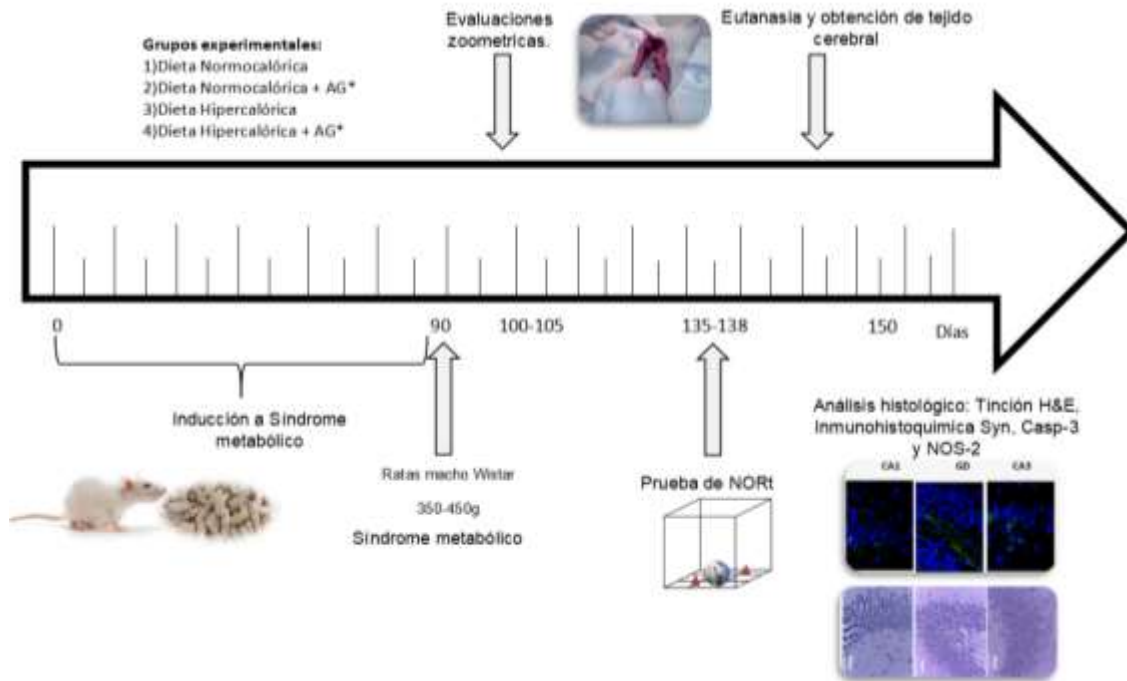 Grupos experimentales:
1)Dieta Normocalórica
2)Dieta Normocalórica + AG*
3)Dieta Hipercalórica
4)Dieta Hipercalórica + AG*
Evaluaciones
zoometricas.
Eutanasia y obtención de tejido
cerebral
0
90
100-105
135-138
150
Días
Inducción a Síndrome
metabólico
Ratas macho Wistar
350-450g
Síndrome metabólico
Prueba de NORt
Análisis histológico: Tinción H&E,
Inmunohistoquimica Syn, Casp-3
y NOS-2
CA1 GD CA3